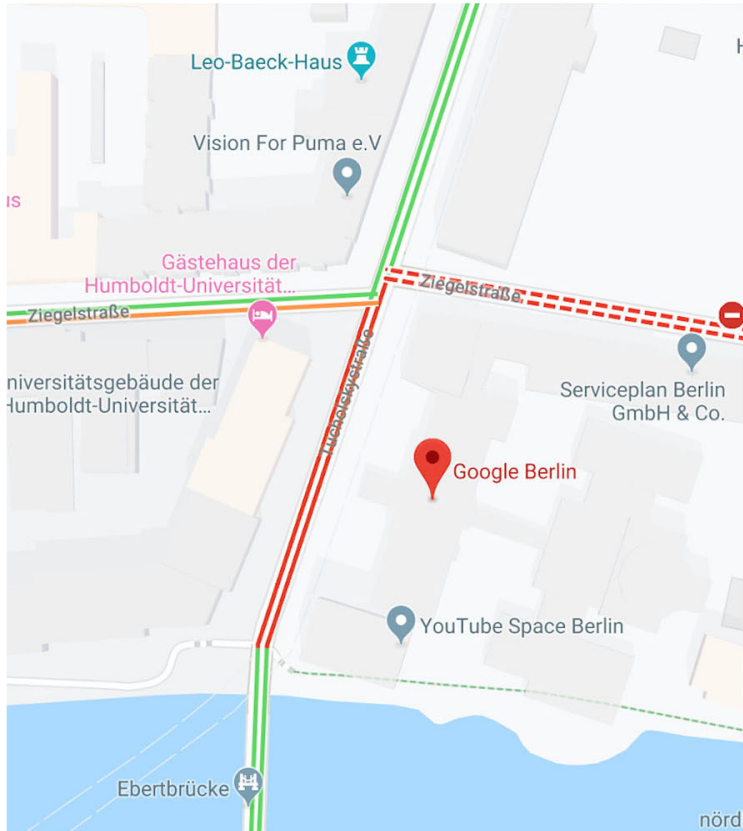 H
Leo-Baeck-Haus
Vision For Puma e.V
us
Gästehaus der
Humboldt-Universität...
Ziegelstraße
Ziegelstraße
Tucholskystraße
niversitätsgebäude der
Humboldt-Universität...
Serviceplan Berlin
GmbH & Co.
Google Berlin
YouTube Space Berlin
Ebertbrücke
nörd